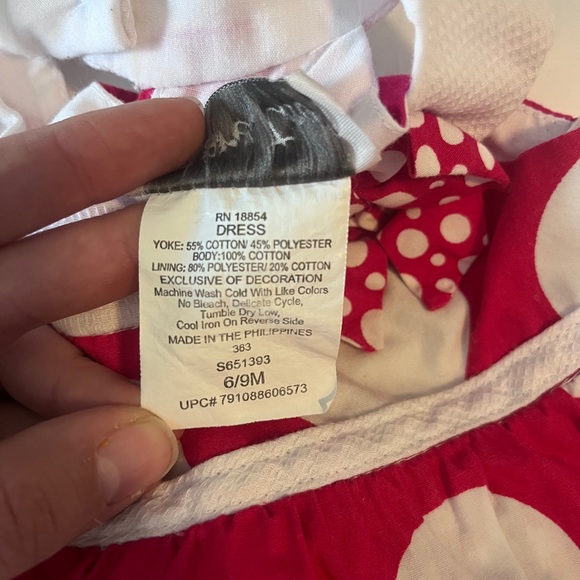 RN 18854
DRESS
YOKE: 55% COTTON/ 45% POLYESTER
BODY:100% COTTON
LINING: 80% POLYESTER/ 20% COTTON
EXCLUSIVE OF DECORATION
Machine Wash Cold With Like Colors
No Bleach, Delicate Cycle,
Tumble Dry Low,
Cool Iron On Reverse Side
MADE IN THE PHILIPPINES
363
S651393
6/9M
UPC# 791088606573